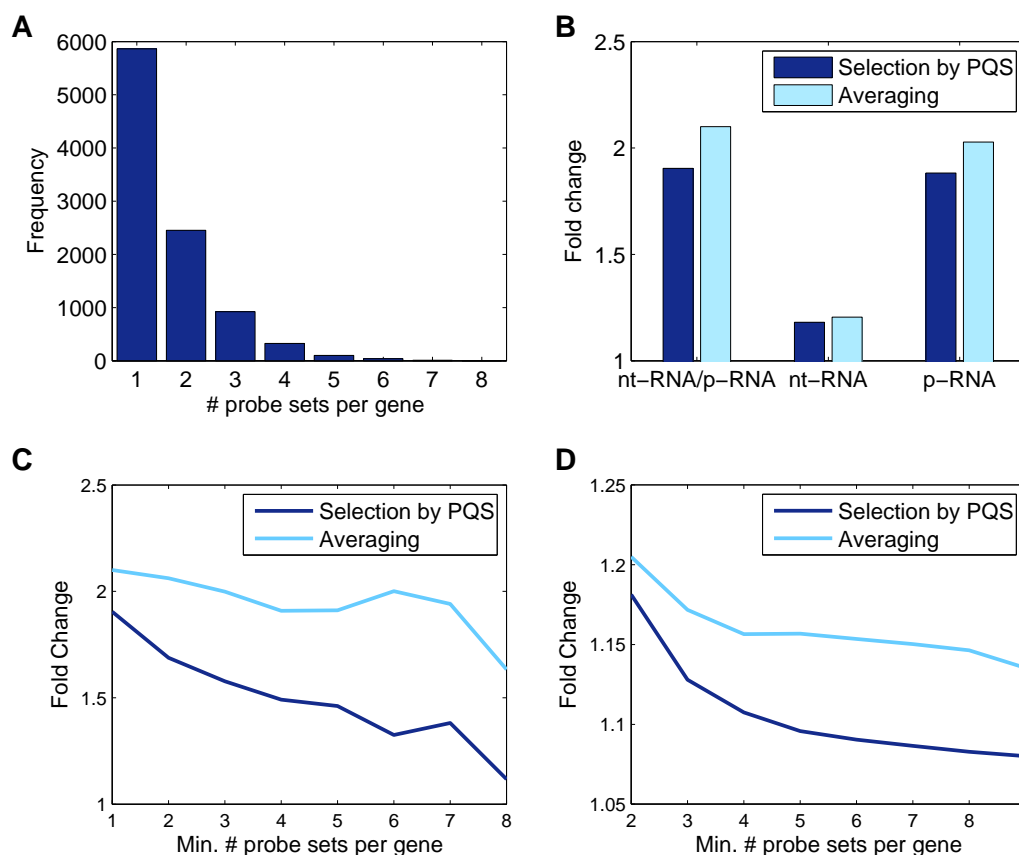 A
6000
5000
4000
3000
2000
1000
0
Frequency
1 2 3 4 5 6 7 8
# probe sets per gene
B
2.5
2
1.5
1
Fold change
Selection by PQS
Averaging
nt−RNA/p−RNA nt−RNA p−RNA
C
2.5
2
1.5
1
Fold Change
Selection by PQS
Averaging
1 2 3 4 5 6 7 8
Min. # probe sets per gene
D
1.25
1.2
1.15
1.1
1.05
Fold Change
Selection by PQS
Averaging
2 3 4 5 6 7 8
Min. # probe sets per gene